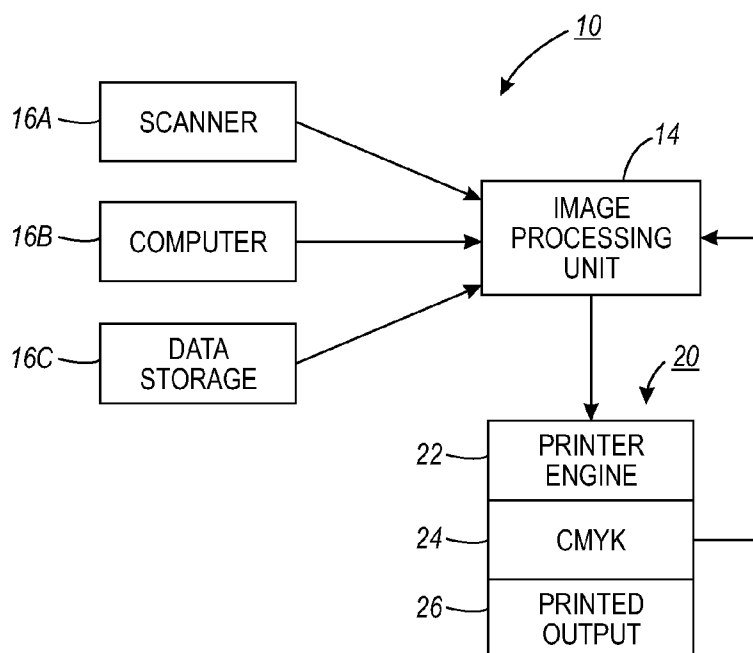 10
16A
SCANNER
14
IMAGE
PROCESSING
UNIT
16B
COMPUTER
16C
DATA
STORAGE
20
22
PRINTER
ENGINE
24
CMYK
26
PRINTED
OUTPUT